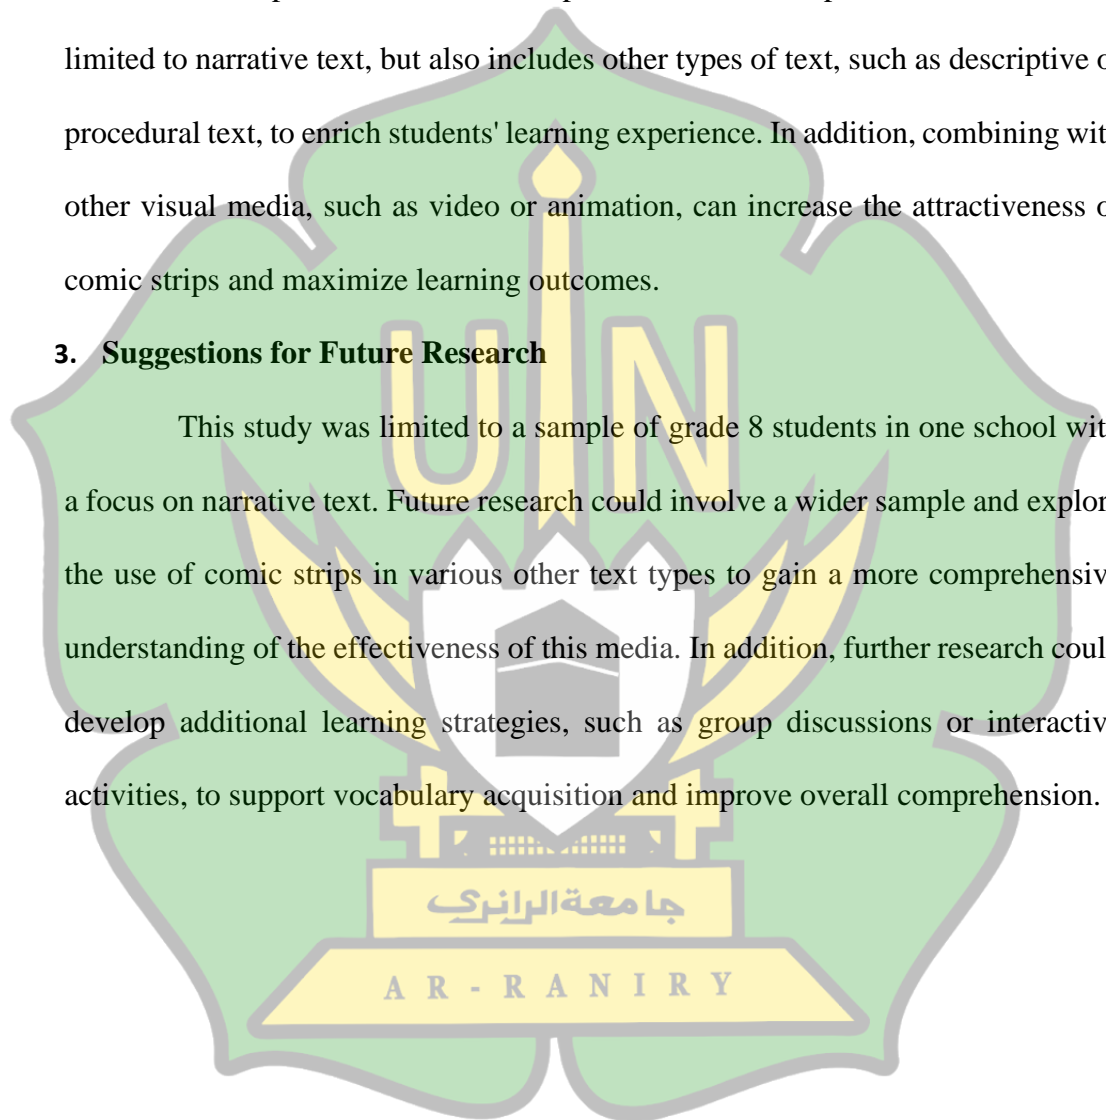 limited to narrative text, but also includes other types of text, such as descriptive o
procedural text, to enrich students' learning experience. In addition, combining wit
other visual media, such as video or animation, can increase the attractiveness o
comic strips and maximize learning outcomes.
3. Suggestions for Future Research
This study was limited to a sample of grade 8 students in one school wit
a focus on narrative text. Future research could involve a wider sample and explor
the use of comic strips in various other text types to gain a more comprehensiv
understanding of the effectiveness of this media. In addition, further research coul
develop additional learning strategies, such as group discussions or interactiv
activities, to support vocabulary acquisition and improve overall comprehension.
UIN
جامعةالرانري
AR-RANIRY